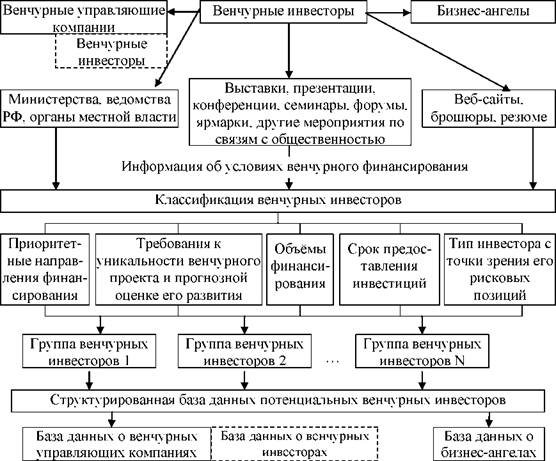 Венчурные управляющие
компании
Венчурные инвесторы
Бизнес-ангелы
Венчурные
инвесторы
Министерства, ведомства
РФ, органы местной власти
Выставки, презентации,
конференции, семинары, форумы,
ярмарки, другие мероприятия по
связям с общественностью
Веб-сайты,
брошюры, резюме
Информация об условиях венчурного финансирования
Классификация венчурных инвесторов
Приоритет-
ные направ-
ления финан-
сирования
Требования к
уникальности венчурного
проекта и прогнозной
оценке его развития
Объёмы
финанси-
рования
Срок предос-
тавления
инвестиций
Тип инвестора с
точки зрения его
рисковых
позиций
Группа венчурных
инвесторов 1
Группа венчурных
инвесторов 2
...
Группа венчурных
инвесторов N
Структурированная база данных потенциальных венчурных инвесторов
База данных о венчурных
управляющих компаниях
База данных о венчурных
инвесторах
База данных о
бизнес-ангелах